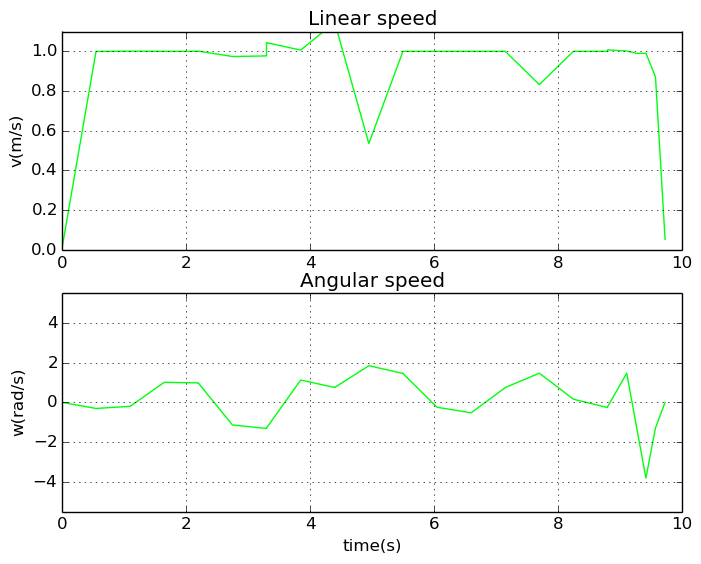 Linear speed
1.0
0.8
0.6
0.4
0.2
0.0
v(m/s)
0 2 4 6 8 10
Angular speed
4
2
0
−2
−4
w(rad/s)
0 2 4 6 8 10
time(s)